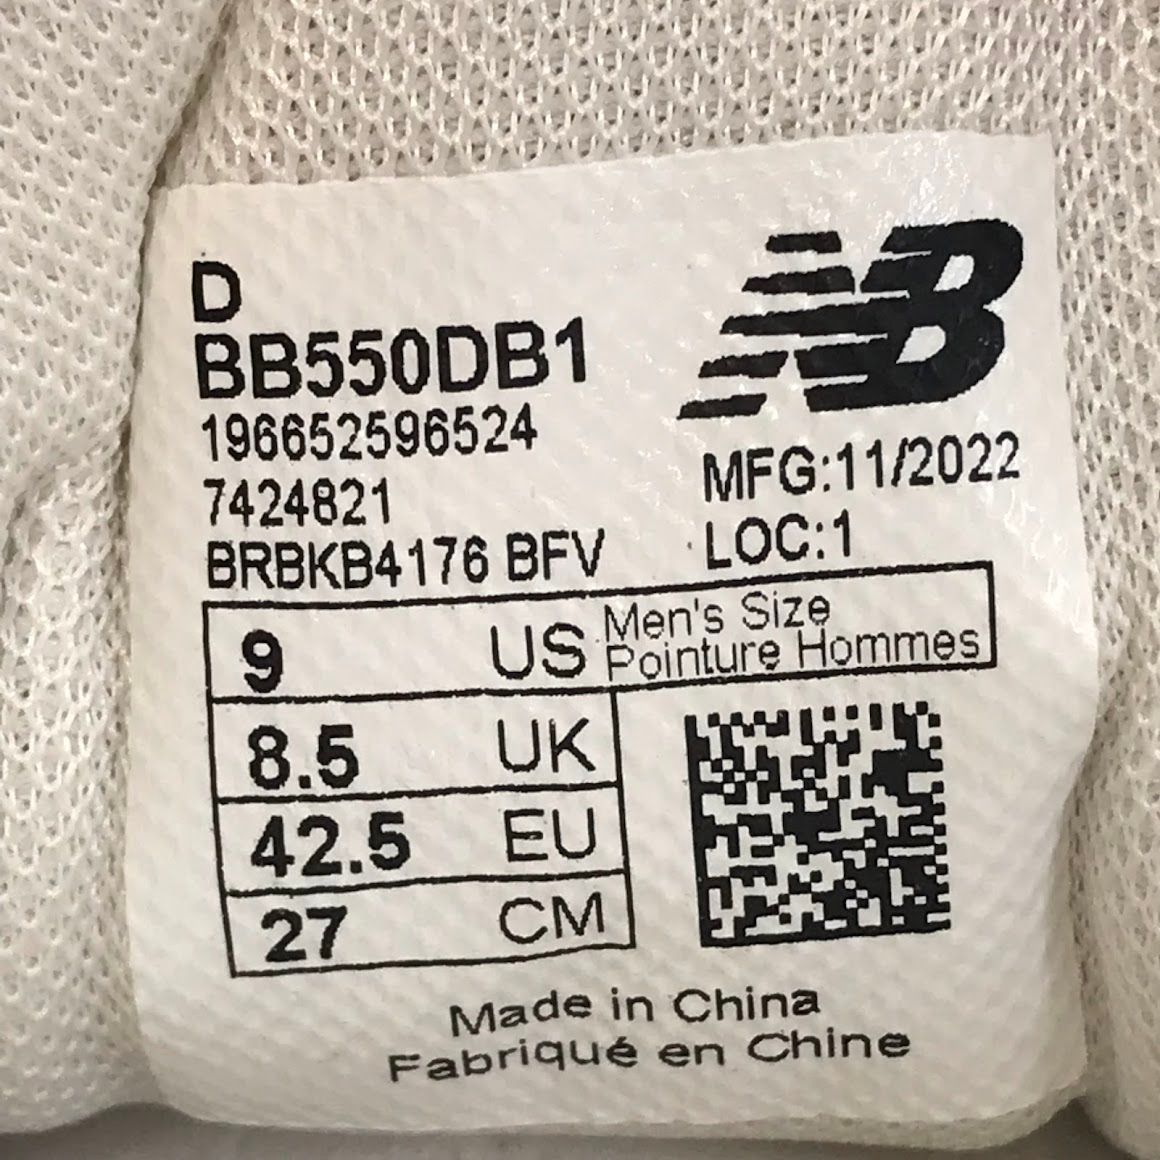 D
BB550DB1
196652596524
7424821
BRBKB4176 BFV
NB
MFG:11/2022
LOC:1
9 US Men's Size
Pointure Hommes
8.5 UK
42.5 EU
27 CM
Made in China
Fabriqué en Chine